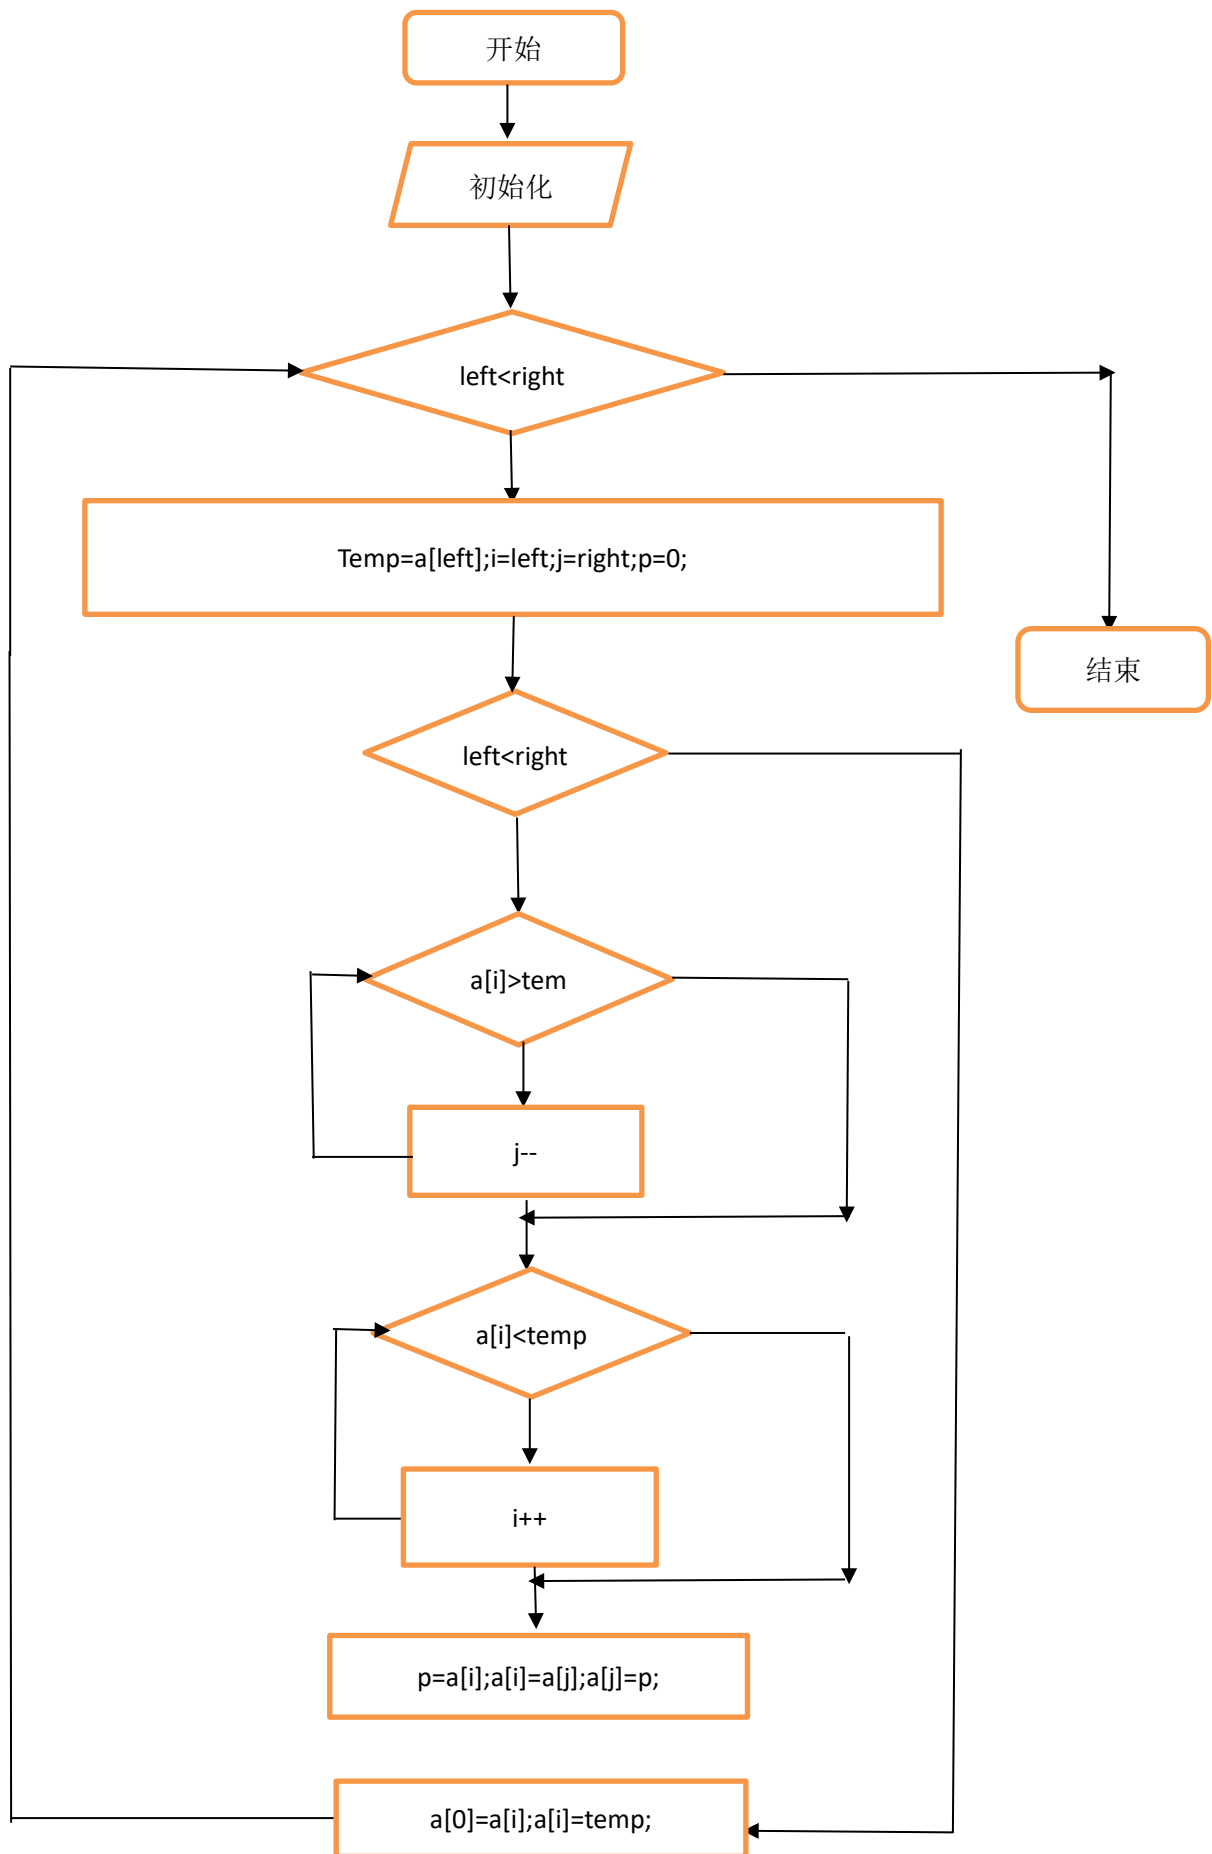 开始
初始化
left<right
Temp=a[left];i=left;j=right;p=0;
结束
left<right
a[i]>tem
j--
a[i]<temp
i++
p=a[i];a[i]=a[j];a[j]=p;
a[0]=a[i];a[i]=temp;